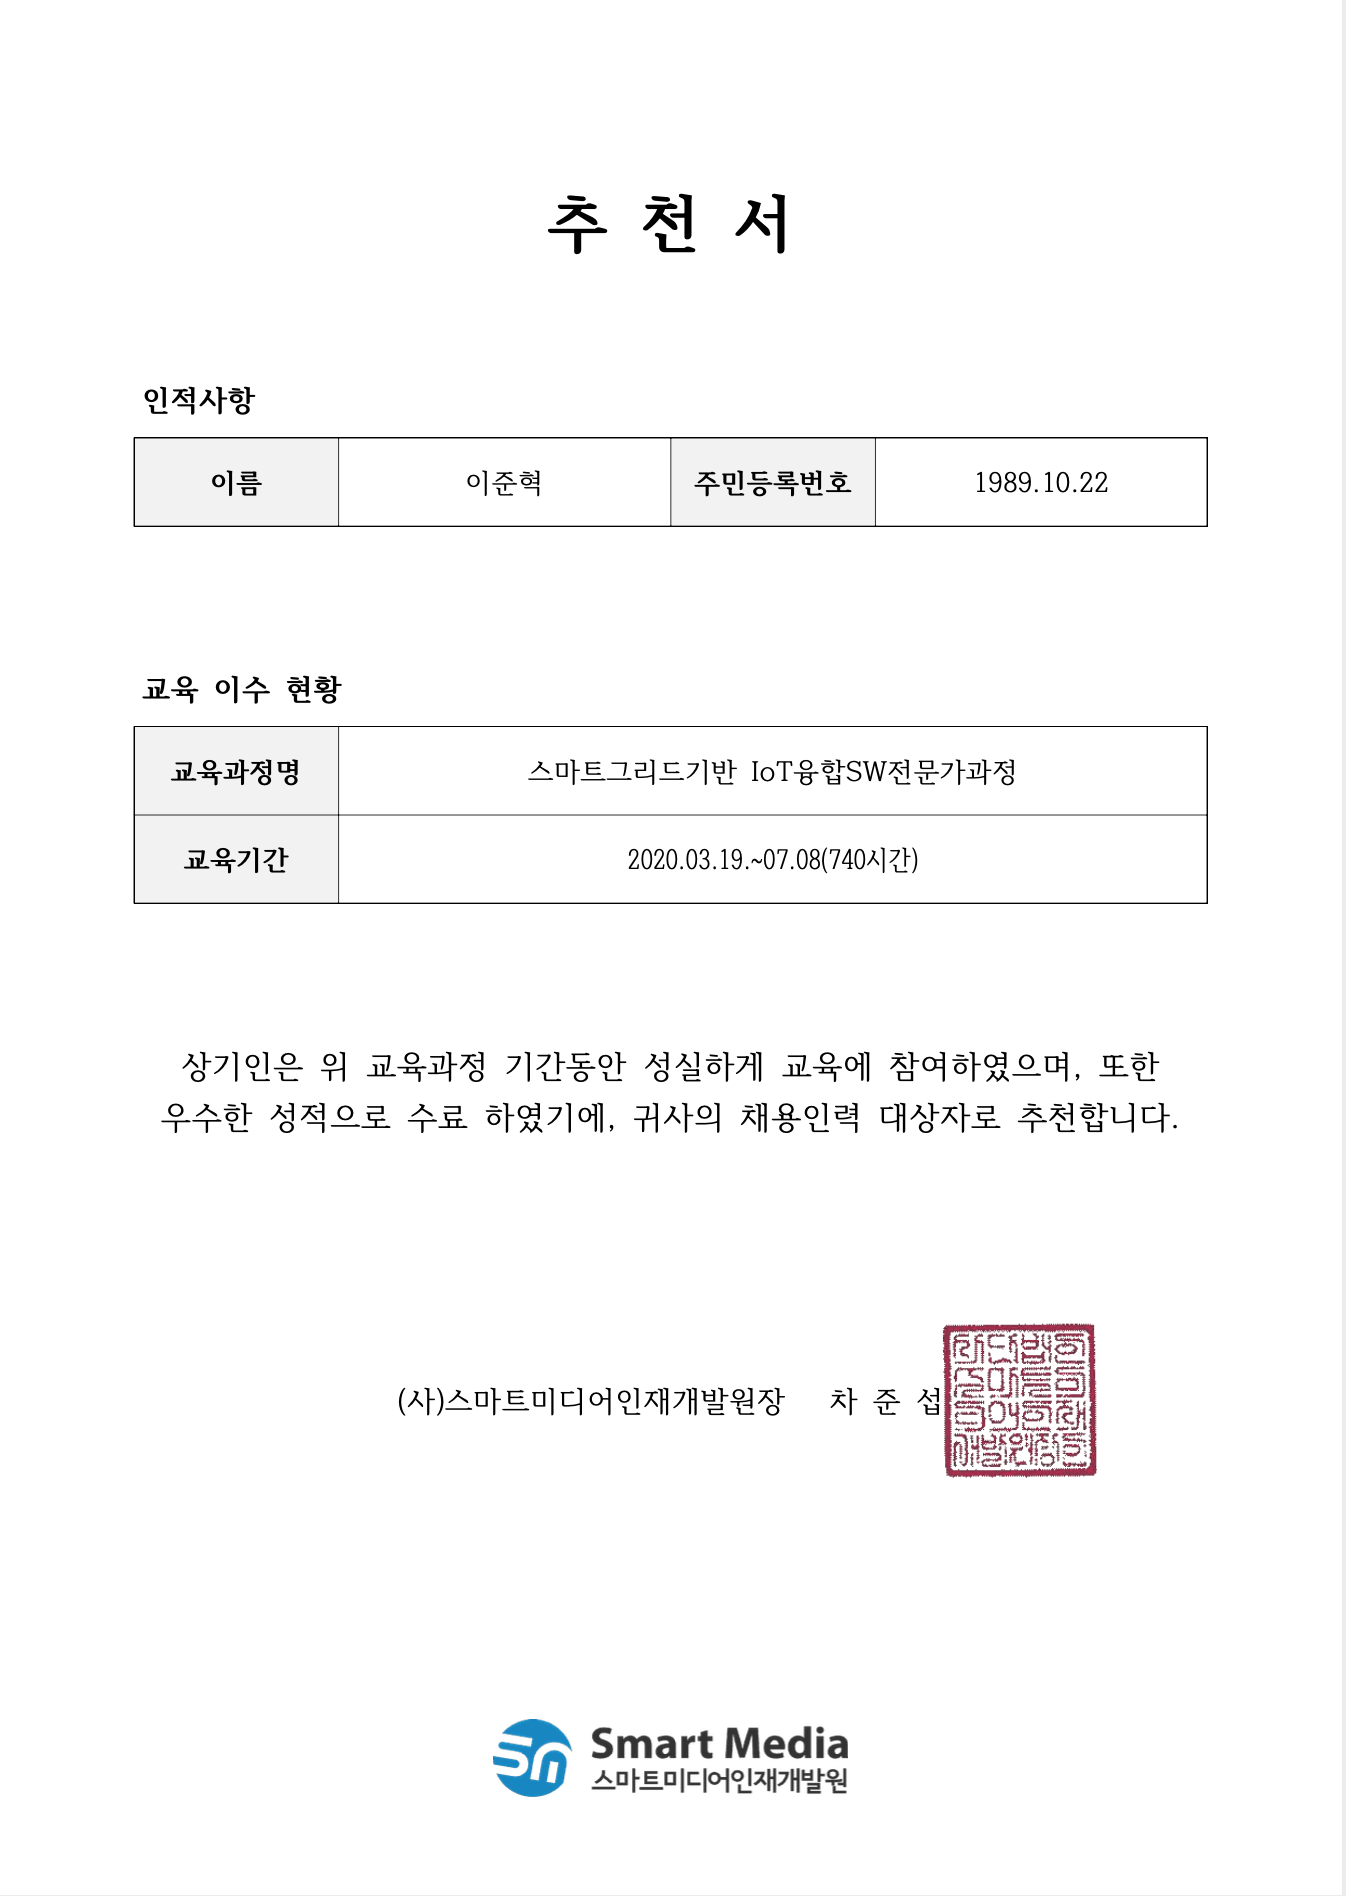 추 천 서
인적사항
이름 이준혁 주민등록번호 1989.10.22
교육 이수 현황
교육과정명 스마트그리드기반 IoT융합SW전문가과정
교육기간 2020.03.19.~07.08(740시간)
상기인은 위 교육과정 기간동안 성실하게 교육에 참여하였으며, 또한
우수한 성적으로 수료 하였기에, 귀사의 채용인력 대상자로 추천합니다.
(사)스마트미디어인재개발원장 차 준 섭
Smart Media
스마트미디어인재개발원